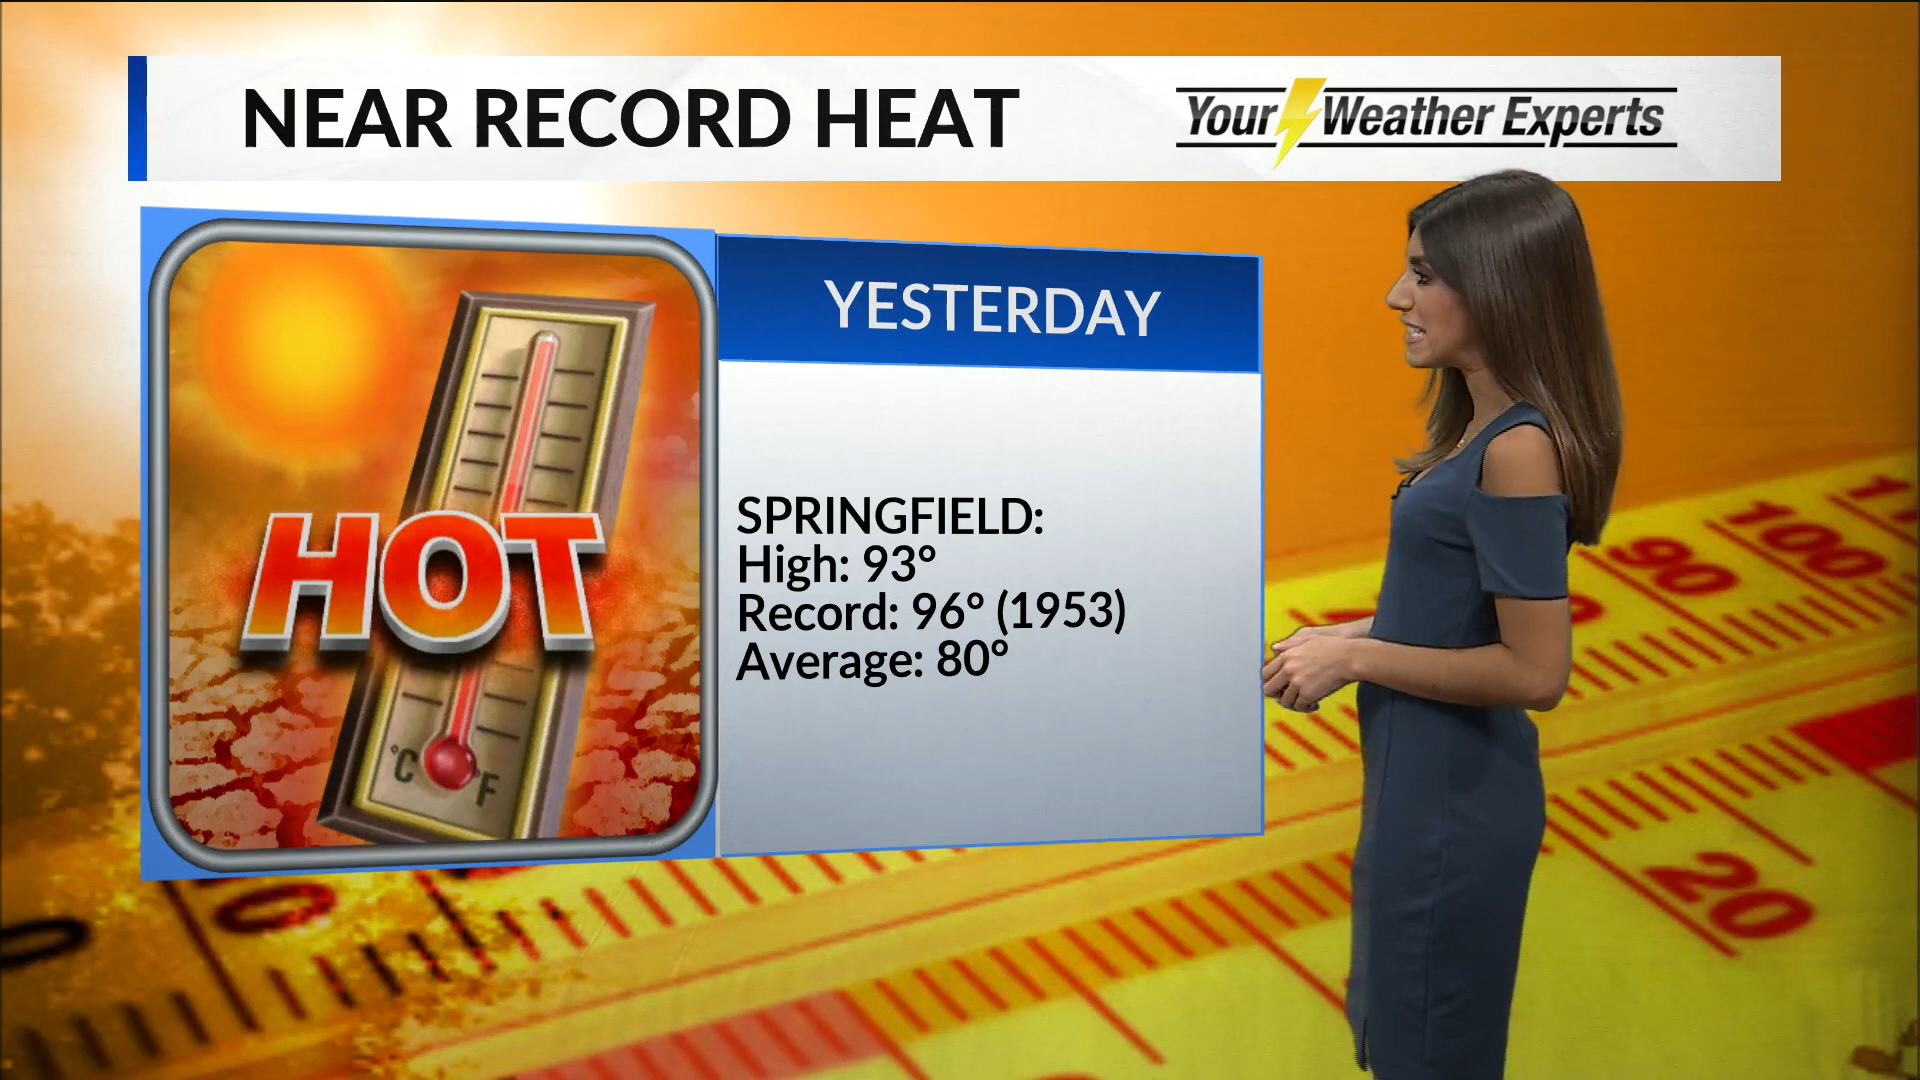 NEAR RECORD HEAT
Your Weather Experts
YESTERDAY
HOT
°C °F
SPRINGFIELD:
High: 93°
Record: 96° (1953)
Average: 80°
90
100
20